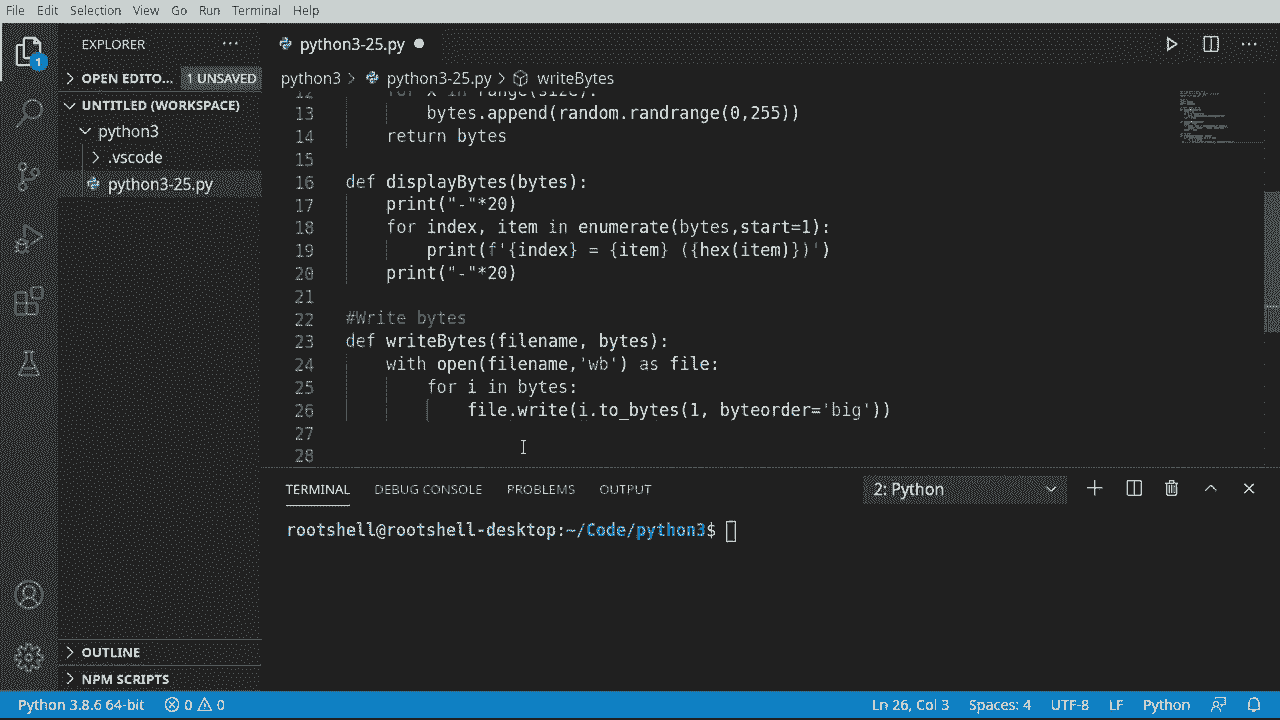 File Edit Selection View Go Run Terminal Help
EXPLORER
1
OPEN EDITO... 1 UNSAVED
UNTITLED (WORKSPACE)
python3
.vscode
python3-25.py
OUTLINE
NPM SCRIPTS
python3-25.py
python3 > python3-25.py > writeBytes
12 for x in range(size):
13 bytes.append(random.randrange(0,255))
14 return bytes
15
16 def displayBytes(bytes):
17 print("-"*20)
18 for index, item in enumerate(bytes,start=1):
19 print(f'{index} = {item} ({hex(item)})')
20 print("-"*20)
21
22 #Write bytes
23 def writeBytes(filename, bytes):
24 with open(filename,'wb') as file:
25 for i in bytes:
26 file.write(i.to_bytes(1, byteorder='big'))
27
28
TERMINAL DEBUG CONSOLE PROBLEMS OUTPUT 2: Python
rootshell@rootshell-desktop:~/Code/python3$
Python 3.8.6 64-bit 0 0 Ln 26, Col 3 Spaces: 4 UTF-8 LF Python